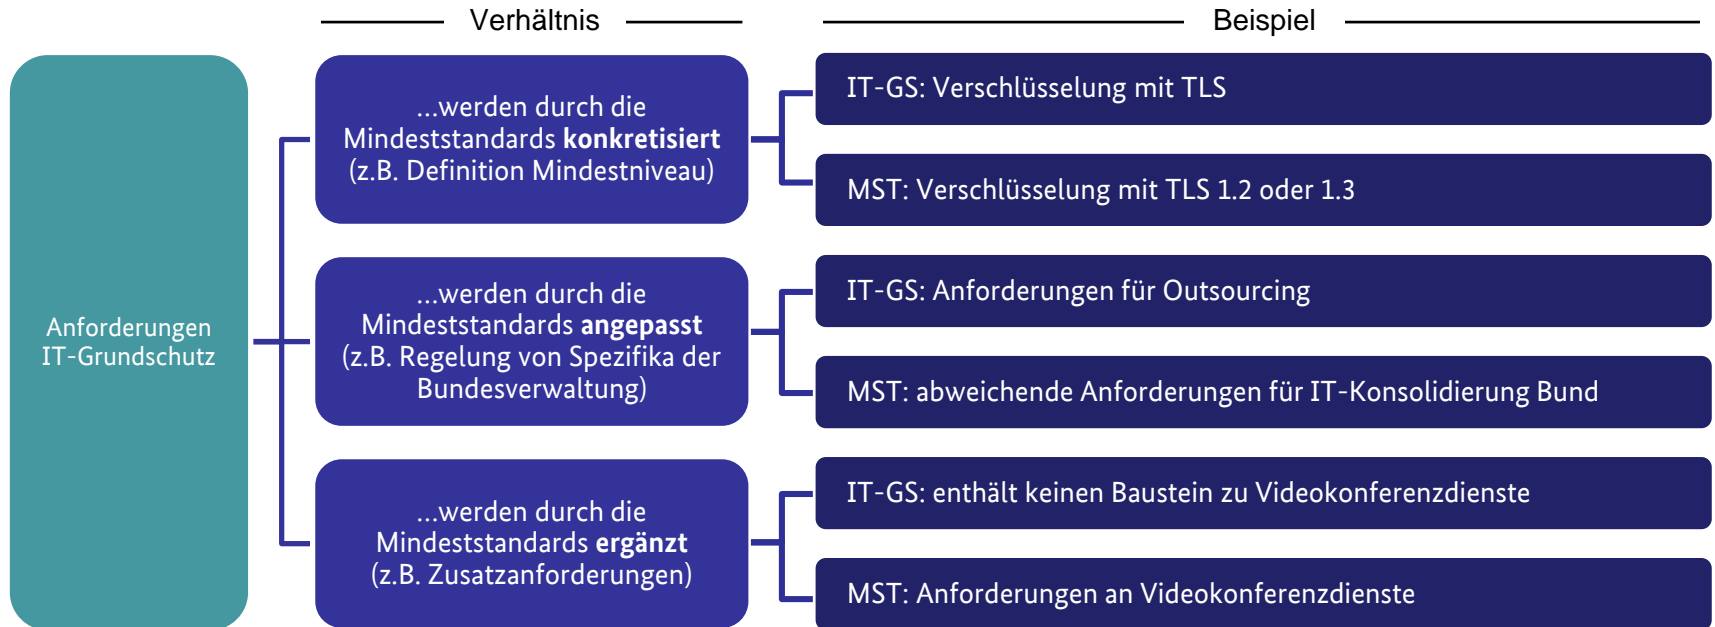 Verhältnis
Beispiel
Anforderungen
IT-Grundschutz
...werden durch die
Mindeststandards konkretisiert
(z.B. Definition Mindestniveau)
IT-GS: Verschlüsselung mit TLS
MST: Verschlüsselung mit TLS 1.2 oder 1.3
...werden durch die
Mindeststandards angepasst
(z.B. Regelung von Spezifika der
Bundesverwaltung)
IT-GS: Anforderungen für Outsourcing
MST: abweichende Anforderungen für IT-Konsolidierung Bund
...werden durch die
Mindeststandards ergänzt
(z.B. Zusatzanforderungen)
IT-GS: enthält keinen Baustein zu Videokonferenzdienste
MST: Anforderungen an Videokonferenzdienste